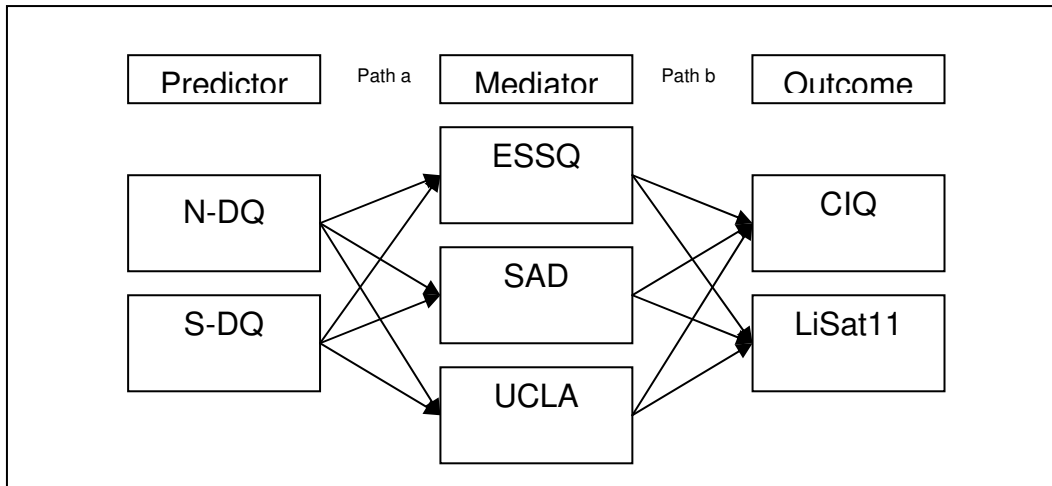 Predictor
Path a
Mediator
Path b
Outcome
ESSQ
N-DQ
CIQ
SAD
S-DQ
LiSat11
UCLA